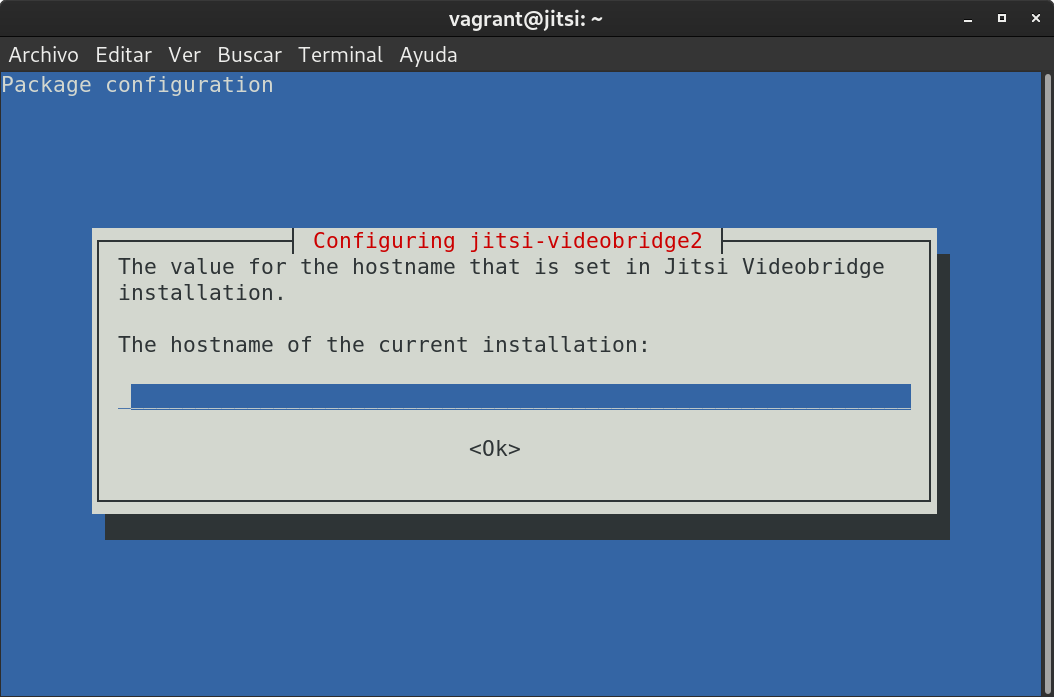 vagrant@jitsi: ~
Archivo Editar Ver Buscar Terminal Ayuda
Package configuration
Configuring jitsi-videobridge2
The value for the hostname that is set in Jitsi Videobridge
installation.
The hostname of the current installation:
<Ok>